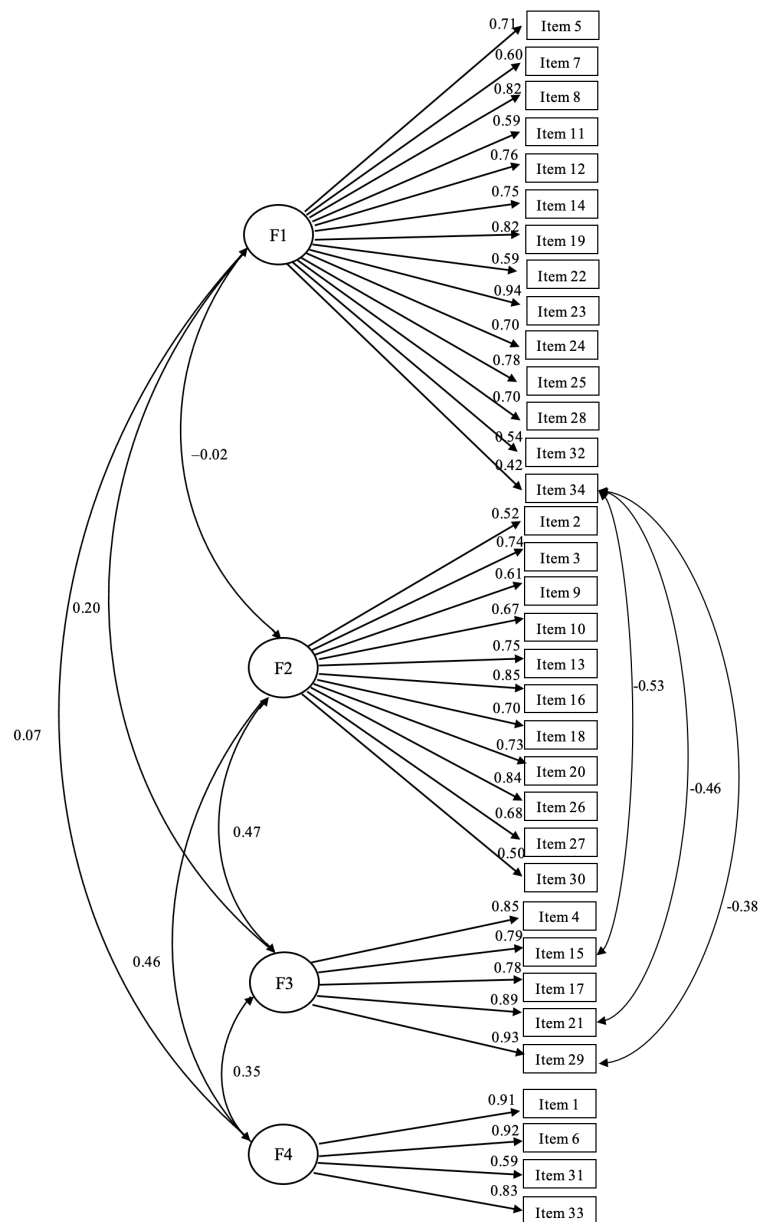 0.71
Item 5
0.60
Item 7
0.82
Item 8
0.59
Item 11
0.76
Item 12
0.75
Item 14
F1
0.82
Item 19
0.59
Item 22
0.94
Item 23
0.70
Item 24
0.78
Item 25
0.70
Item 28
0.54
Item 32
–0.02
0.42
Item 34
0.52
Item 2
0.74
Item 3
0.61
Item 9
0.20
0.67
Item 10
0.75
Item 13
F2
0.85
Item 16
-0.53
0.70
Item 18
0.07
0.73
Item 20
0.84
Item 26
-0.46
0.68
Item 27
0.47
0.50
Item 30
0.85
Item 4
-0.38
0.79
Item 15
0.46
0.78
Item 17
F3
0.89
Item 21
0.93
Item 29
0.35
0.91
Item 1
0.92
Item 6
F4
0.59
Item 31
0.83
Item 33